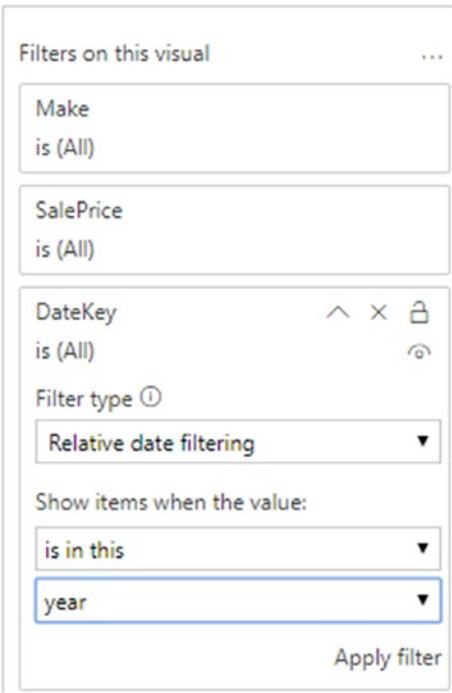 Filters on this visual ...
Make
is (All)
SalePrice
is (All)
DateKey
is (All)
Filter type
Relative date filtering
Show items when the value:
is in this
year
Apply filter